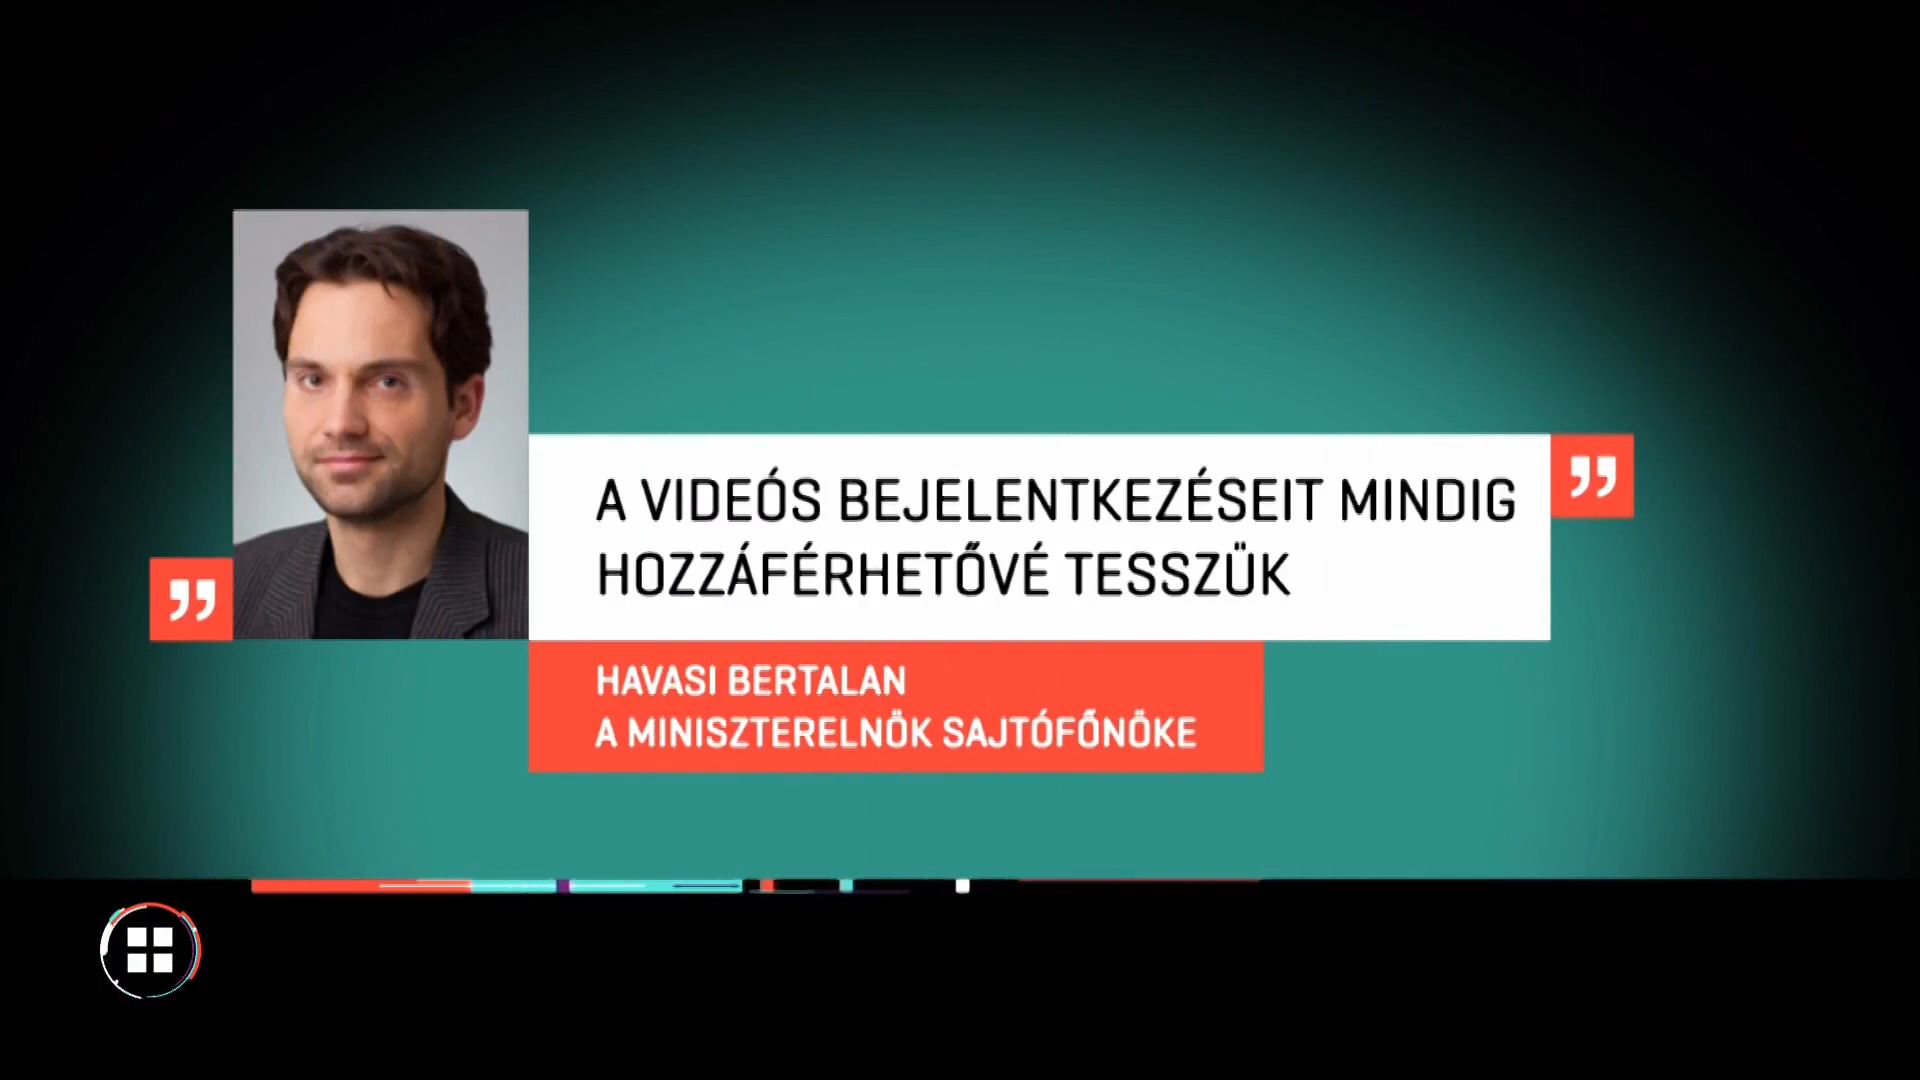 A VIDEÓS BEJELENTKEZÉSEIT MINDIG
HOZZÁFÉRHETŐVÉ TESSZÜK
HAVASI BERTALAN
A MINISZTERELNÖK SAJTÓFŐNÖKE